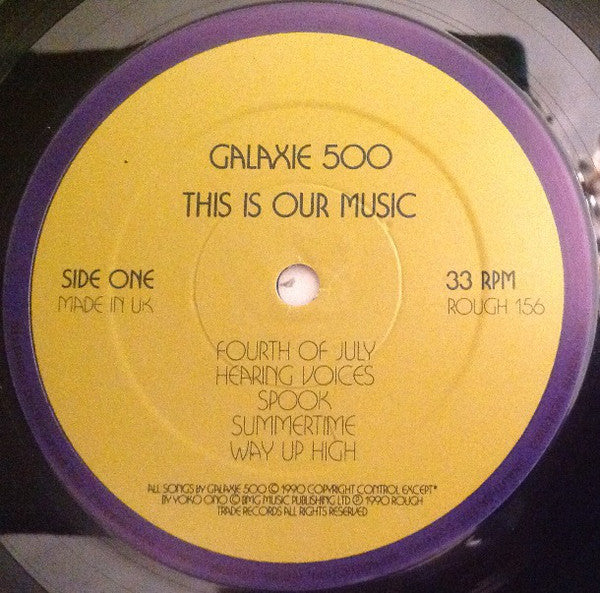 GALAXIE 500
THIS IS OUR MUSIC
SIDE ONE
MADE IN UK
33 RPM
ROUGH 156
FOURTH OF JULY
HEARING VOICES
SPOOK
SUMMERTIME
WAY UP HIGH
ALL SONGS BY GALAXIE 500 © 1990 COPYRIGHT CONTROL EXCEPT*
BY YOKO ONO © BMG MUSIC PUBLISHING LTD ℗ 1990 ROUGH
TRADE RECORDS ALL RIGHTS RESERVED